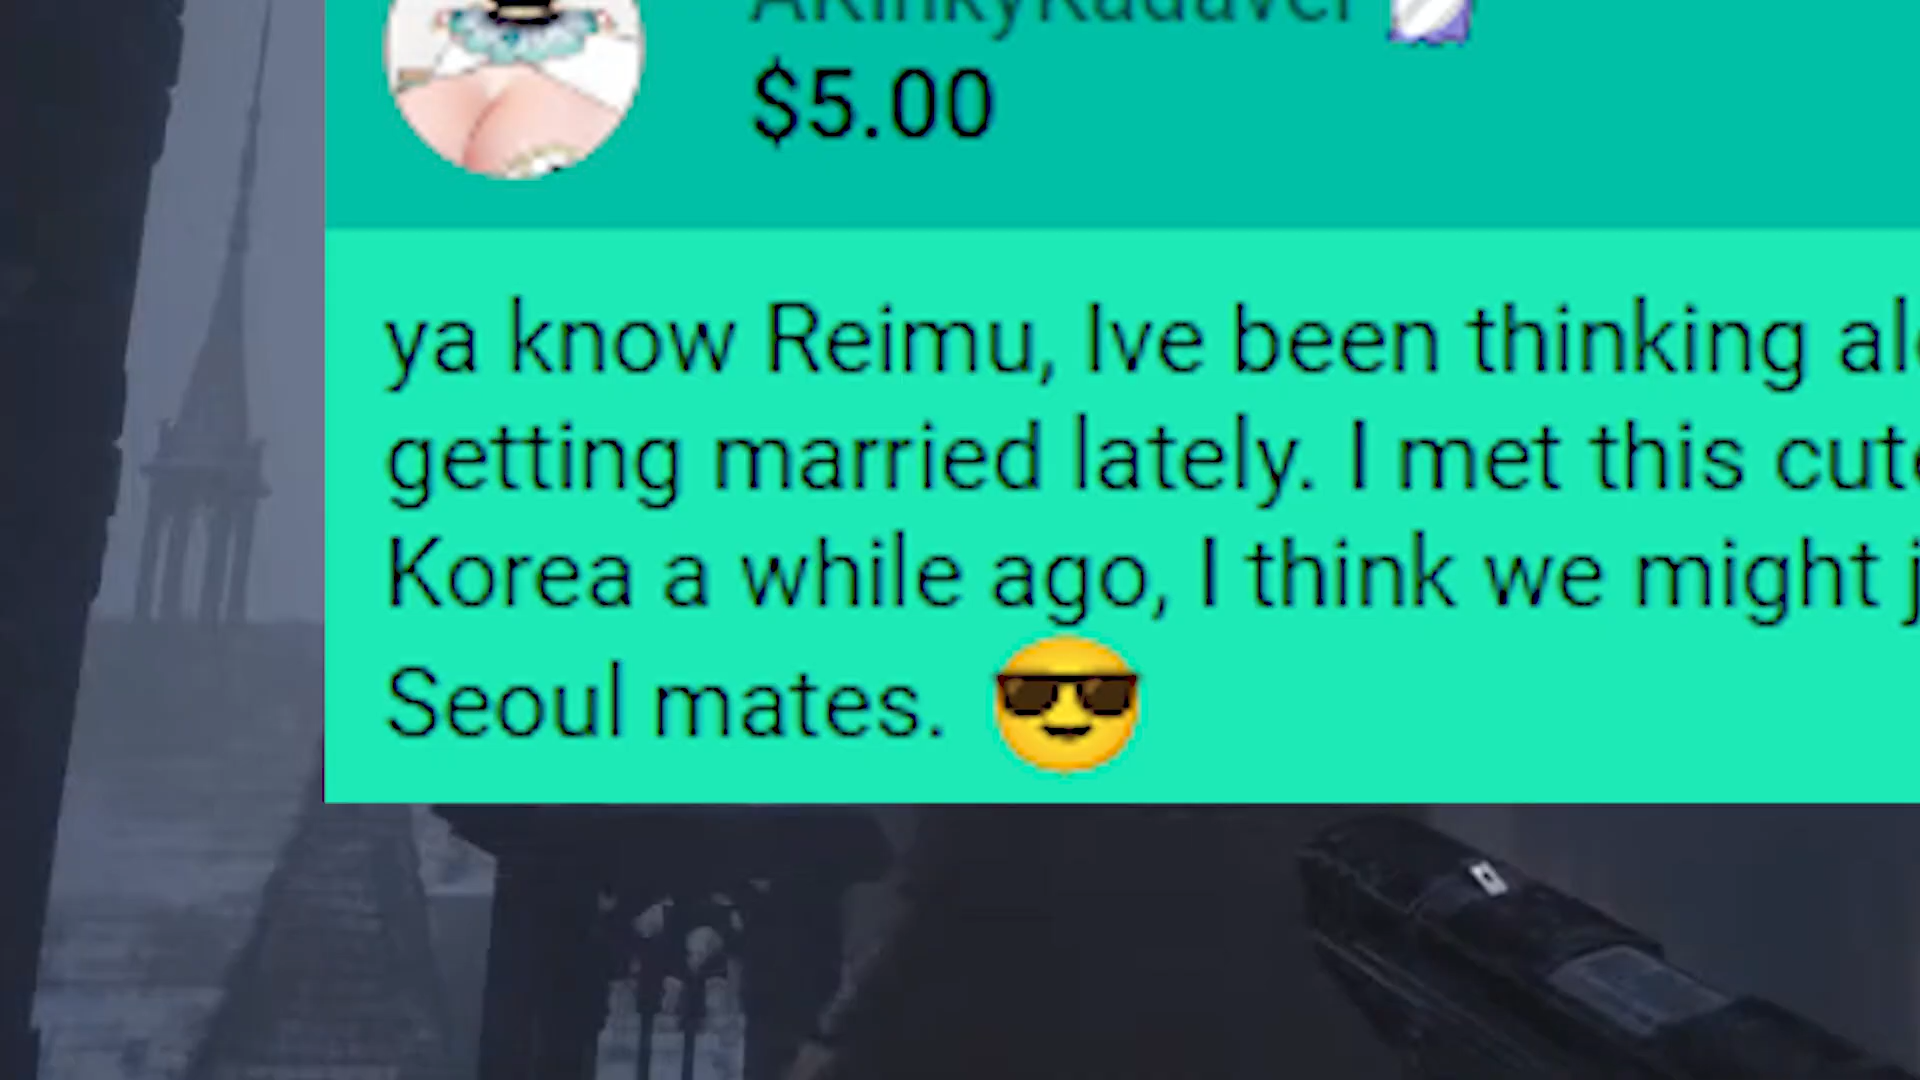 AKinkyKadaver
$5.00
ya know Reimu, Ive been thinking
getting married lately. I met this
Korea a while ago, I think we might
Seoul mates. 😎